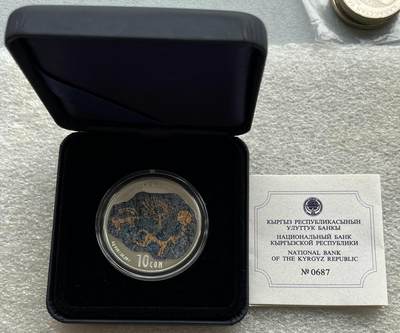 10 СОМ
КЫРГЫЗ РЕСПУБЛИКАСЫНЫН
УЛУТТУК БАНКЫ
НАЦИОНАЛЬНЫЙ БАНК
КЫРГЫЗСКОЙ РЕСПУБЛИКИ
NATIONAL BANK
OF THE KYRGYZ REPUBLIC
№ 0687